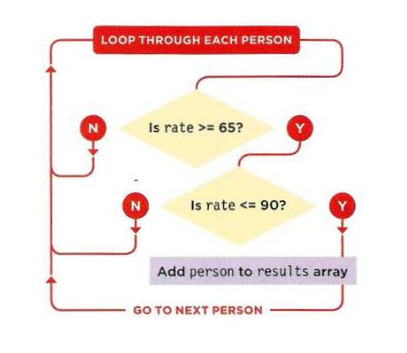 LOOP THROUGH EACH PERSON
N
Is rate >= 65?
Y
N
Is rate <= 90?
Y
Add person to results array
GO TO NEXT PERSON